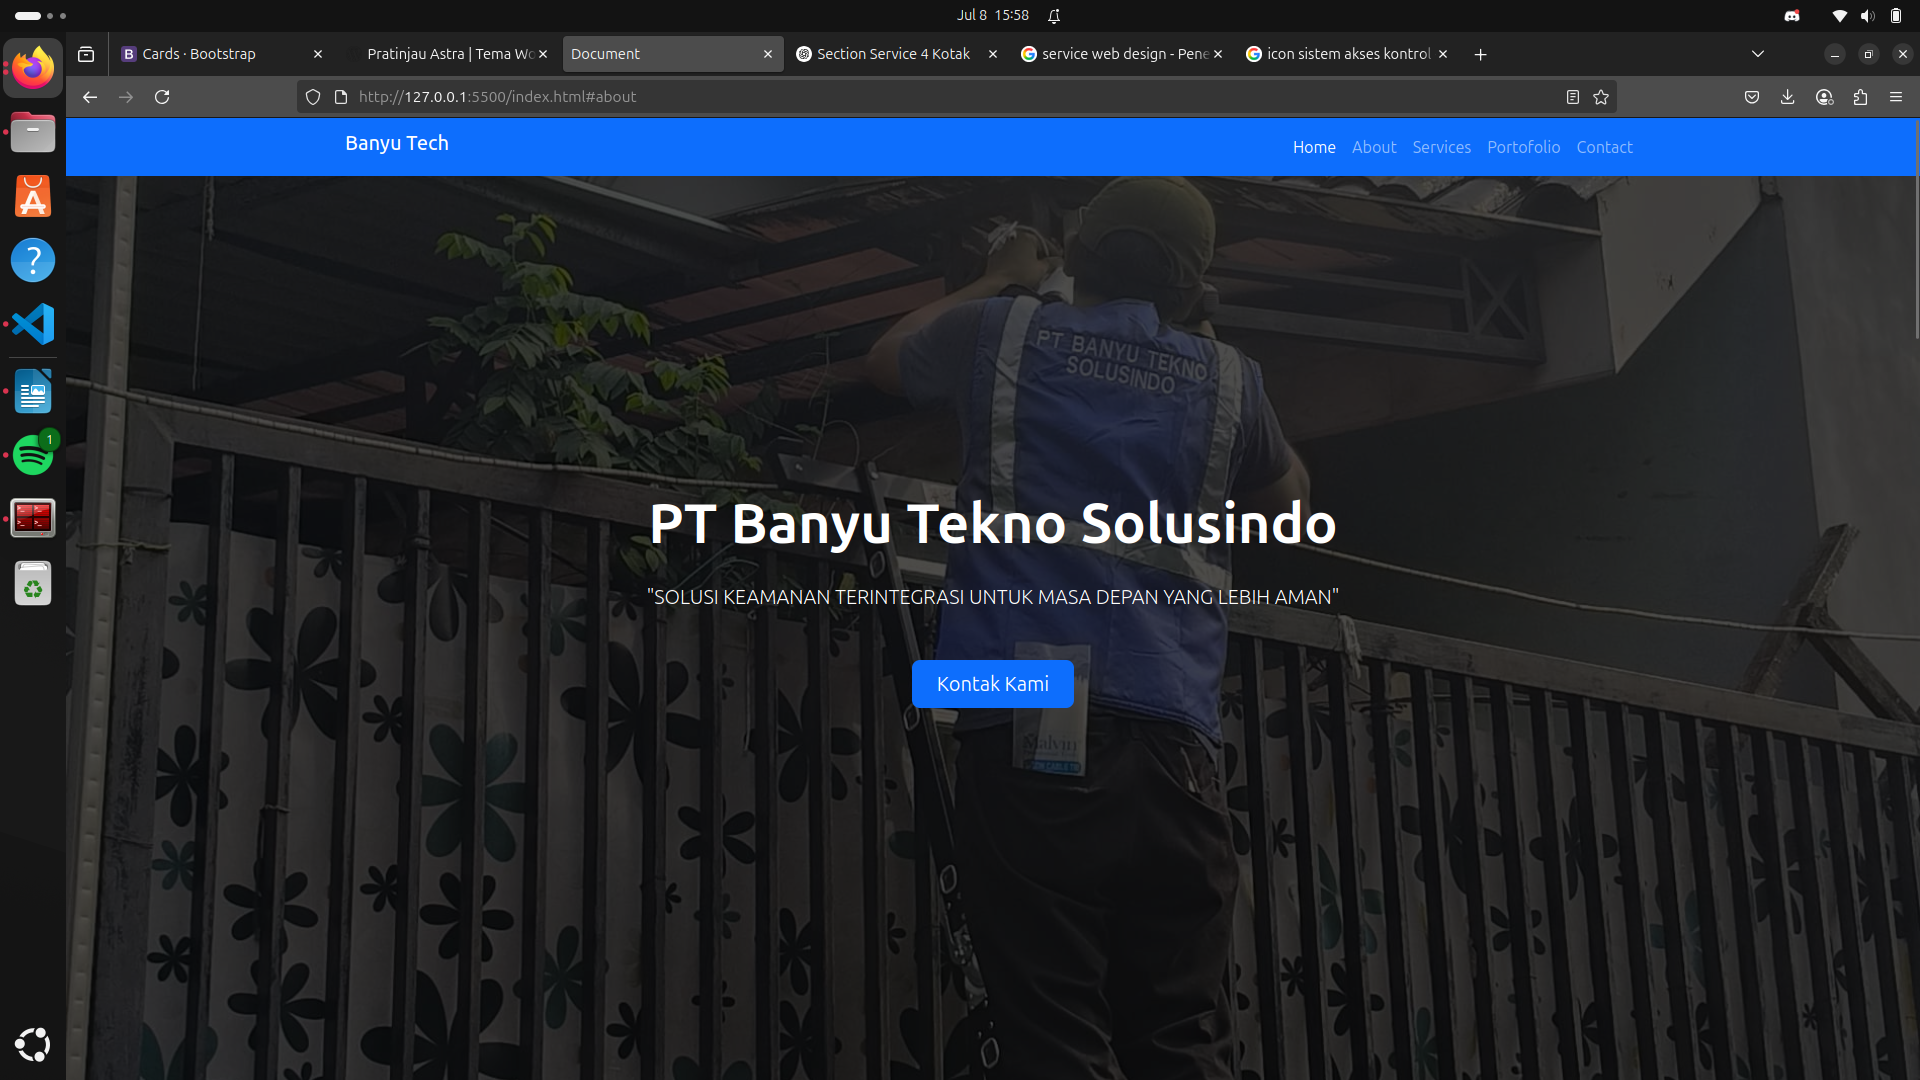 Jul 8 15:58
Cards · Bootstrap
Pratinjau Astra | Tema Wo
Document
Section Service 4 Kotak
service web design - Pene
icon sistem akses kontrol
http://127.0.0.1:5500/index.html#about
Banyu Tech
Home
About
Services
Portofolio
Contact
PT BANYU TEKNO
SOLUSINDO
1
PT Banyu Tekno Solusindo
"SOLUSI KEAMANAN TERINTEGRASI UNTUK MASA DEPAN YANG LEBIH AMAN"
Kontak Kami
Malvin